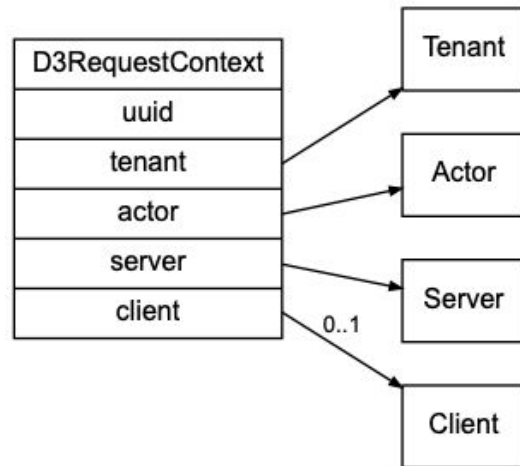 D3RequestContext
uuid
tenant
actor
server
client
0..1
Tenant
Actor
Server
Client